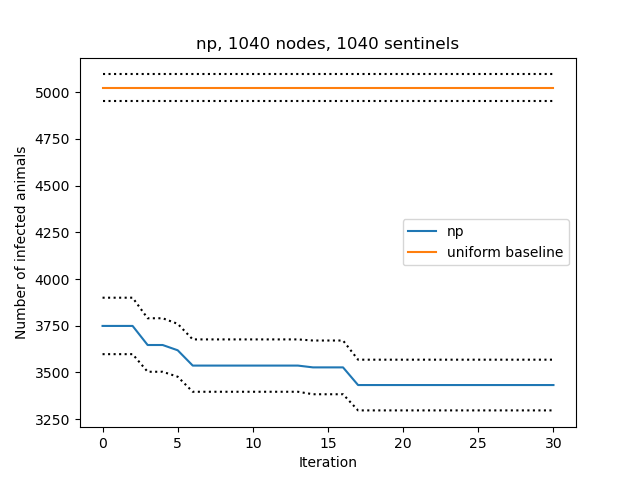 np, 1040 nodes, 1040 sentinels
Number of infected animals
5000
4750
4500
4250
4000
3750
3500
3250
np
uniform baseline
0 5 10 15 20 25 30
Iteration